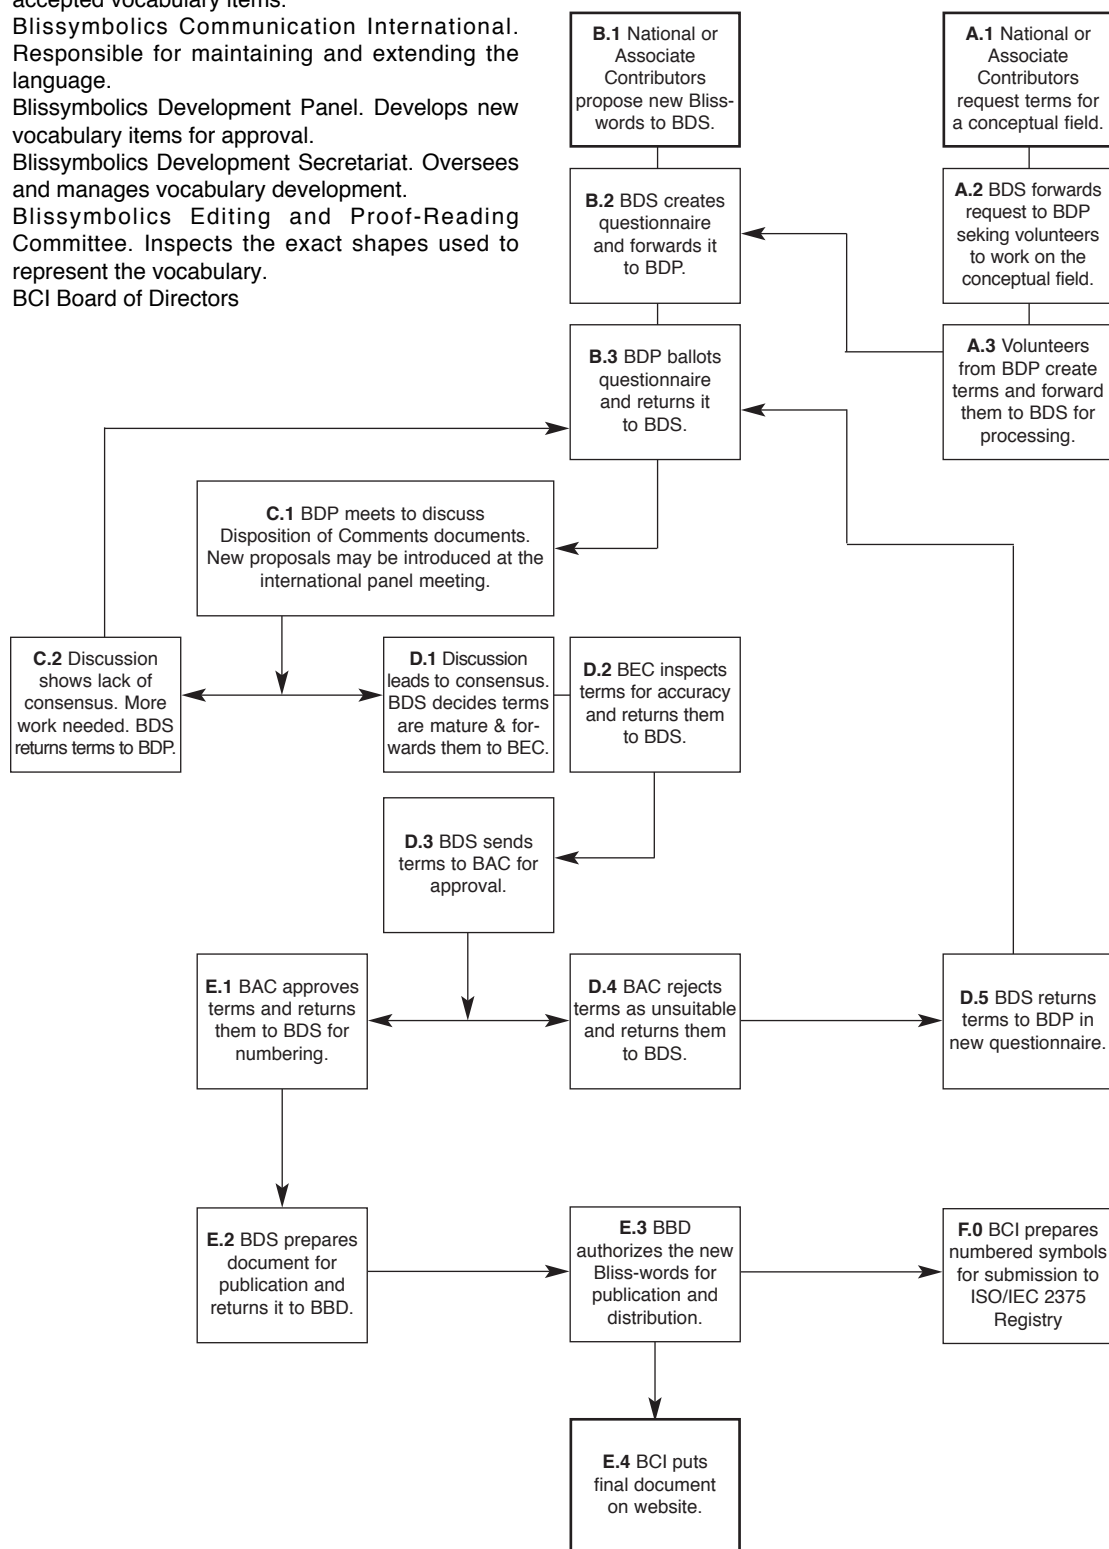 accepted vocabulary items.
Blissymbolics Communication International.
Responsible for maintaining and extending the
language.
Blissymbolics Development Panel. Develops new
vocabulary items for approval.
Blissymbolics Development Secretariat. Oversees
and manages vocabulary development.
Blissymbolics Editing and Proof-Reading
Committee. Inspects the exact shapes used to
represent the vocabulary.
BCI Board of Directors
B.1 National or
Associate
Contributors
propose new Bliss-
words to BDS.
A.1 National or
Associate
Contributors
request terms for
a conceptual field.
B.2 BDS creates
questionnaire
and forwards it
to BDP.
A.2 BDS forwards
request to BDP
seking volunteers
to work on the
conceptual field.
B.3 BDP ballots
questionnaire
and returns it
to BDS.
A.3 Volunteers
from BDP create
terms and forward
them to BDS for
processing.
C.1 BDP meets to discuss
Disposition of Comments documents.
New proposals may be introduced at the
international panel meeting.
C.2 Discussion
shows lack of
consensus. More
work needed. BDS
returns terms to BDP.
D.1 Discussion
leads to consensus.
BDS decides terms
are mature & for-
wards them to BEC.
D.2 BEC inspects
terms for accuracy
and returns them
to BDS.
D.3 BDS sends
terms to BAC for
approval.
E.1 BAC approves
terms and returns
them to BDS for
numbering.
D.4 BAC rejects
terms as unsuitable
and returns them
to BDS.
D.5 BDS returns
terms to BDP in
new questionnaire.
E.2 BDS prepares
document for
publication and
returns it to BBD.
E.3 BBD
authorizes the new
Bliss-words for
publication and
distribution.
F.0 BCI prepares
numbered symbols
for submission to
ISO/IEC 2375
Registry
E.4 BCI puts
final document
on website.